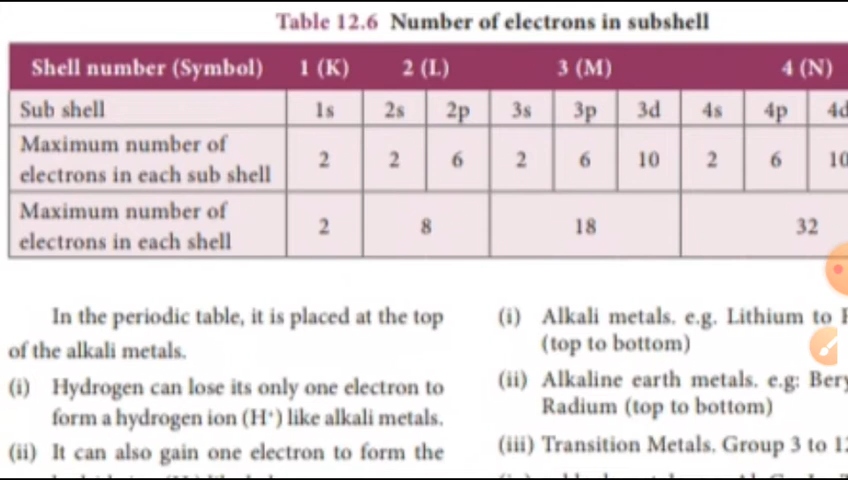 Table 12.6 Number of electrons in subshell
Shell number (Symbol) 1 (K) 2 (L) 3 (M) 4 (N)
Sub shell 1s 2s 2p 3s 3p 3d 4s 4p 4d
Maximum number of
electrons in each sub shell 2 2 6 2 6 10 2 6 10
Maximum number of
electrons in each shell 2 8 18 32
In the periodic table, it is placed at the top
of the alkali metals.
(i) Hydrogen can lose its only one electron to
form a hydrogen ion (H⁺) like alkali metals.
(ii) It can also gain one electron to form the
(i) Alkali metals. e.g. Lithium to
(top to bottom)
(ii) Alkaline earth metals. e.g:
Radium (top to bottom)
(iii) Transition Metals. Group 3 to